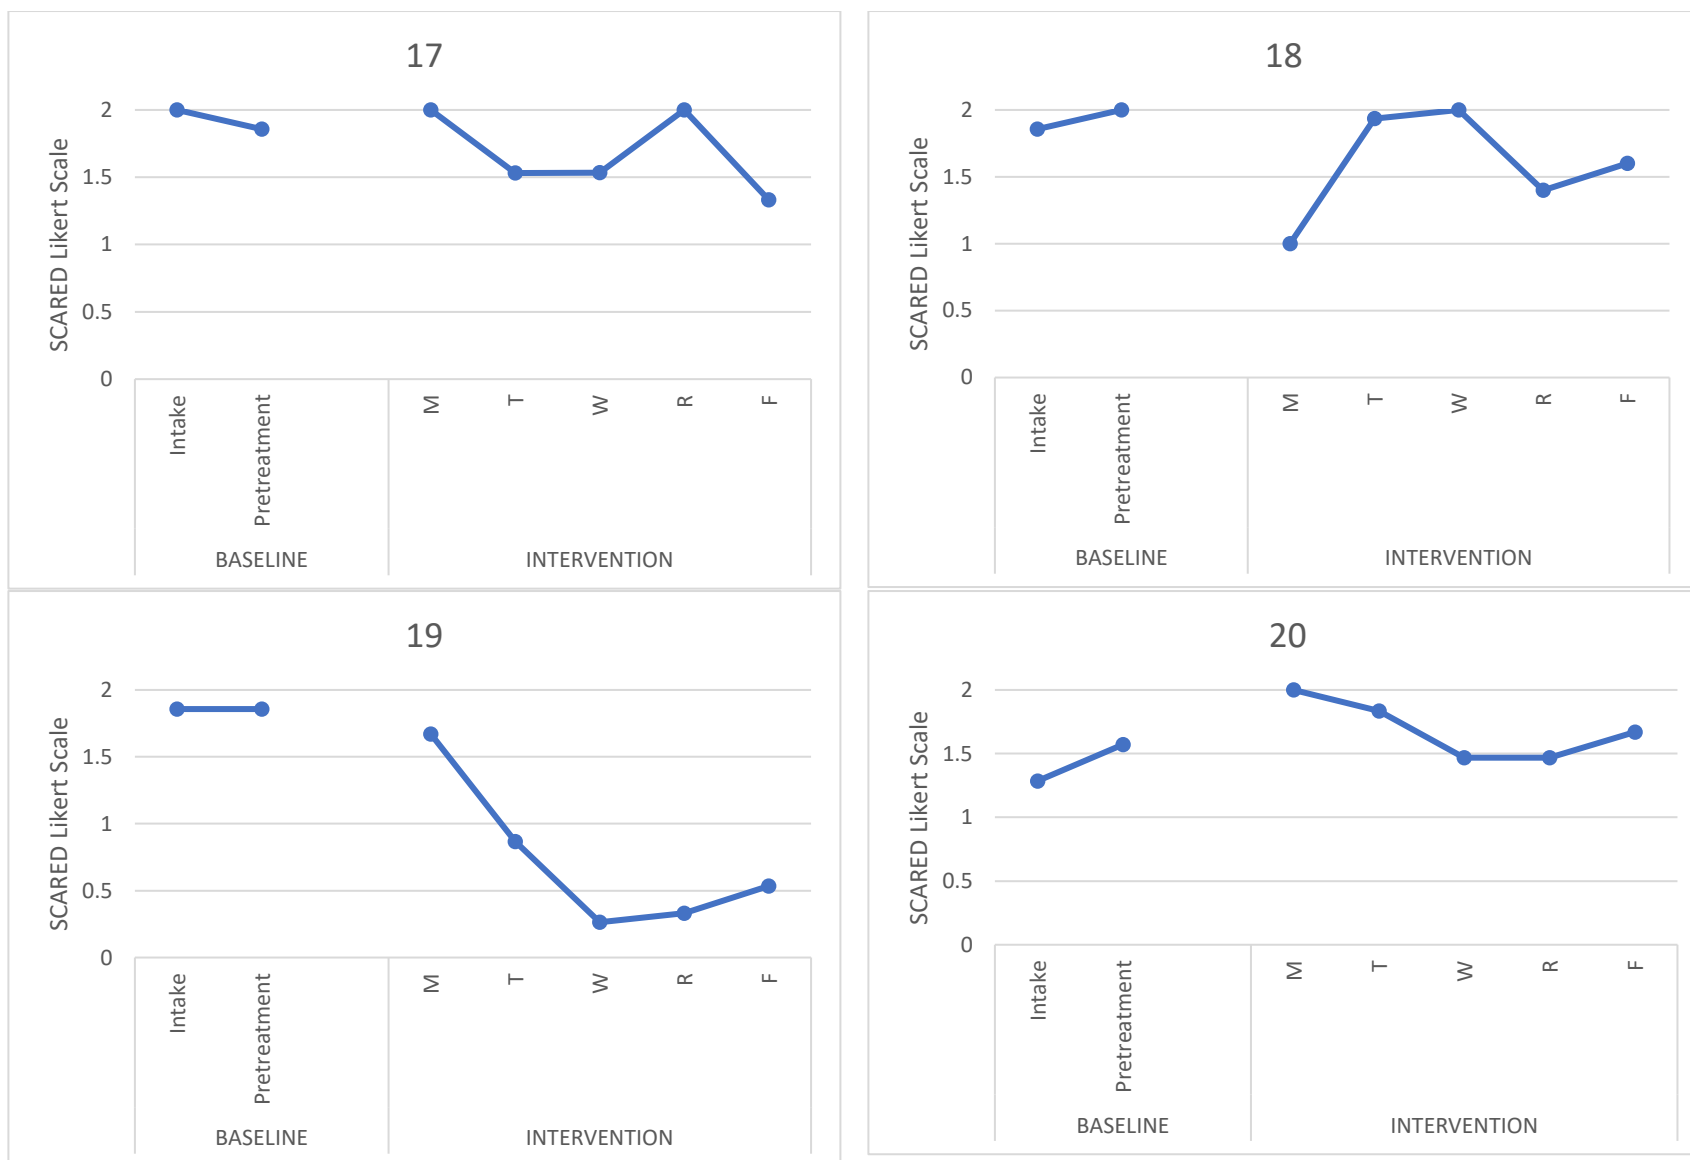 17
SCARED Likert Scale
2
1.5
1
0.5
0
Intake
Pretreatment
M
T
W
R
F
BASELINE
INTERVENTION
18
SCARED Likert Scale
2
1.5
1
0.5
0
Intake
Pretreatment
M
T
W
R
F
BASELINE
INTERVENTION
19
SCARED Likert Scale
2
1.5
1
0.5
0
Intake
Pretreatment
M
T
W
R
F
BASELINE
INTERVENTION
20
SCARED Likert Scale
2
1.5
1
0.5
0
Intake
Pretreatment
M
T
W
R
F
BASELINE
INTERVENTION